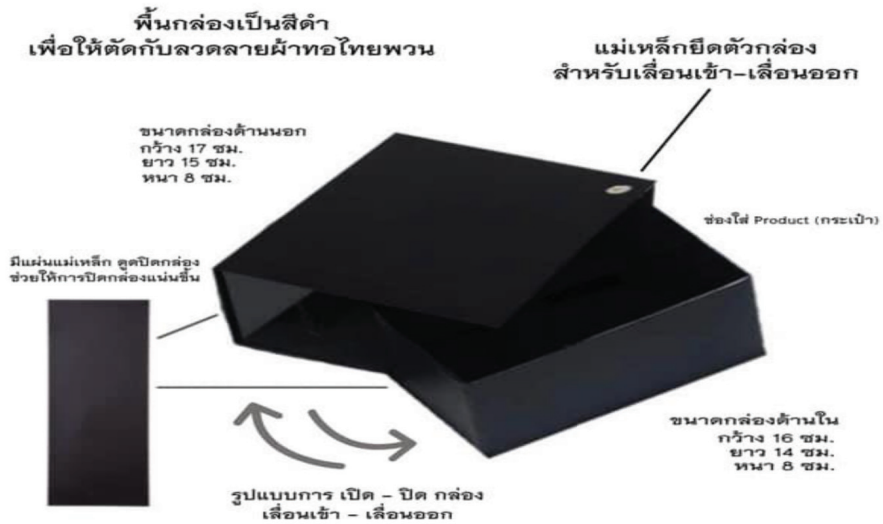 พื้นกล่องเป็นสีดำ
เพื่อให้ตัดกับลวดลายผ้าทอไทยพวน
แม่เหล็กยึดตัวกล่อง
สำหรับเลื่อนเข้า-เลื่อนออก
ขนาดกล่องด้านนอก
กว้าง 17 ซม.
ยาว 15 ซม.
หนา 8 ซม.
ช่องใส่ Product (กระเป๋า)
มีแผ่นแม่เหล็ก ดูดปิดกล่อง
ช่วยให้การปิดกล่องแน่นขึ้น
ขนาดกล่องด้านใน
กว้าง 16 ซม.
ยาว 14 ซม.
หนา 8 ซม.
รูปแบบการ เปิด - ปิด กล่อง
เลื่อนเข้า - เลื่อนออก